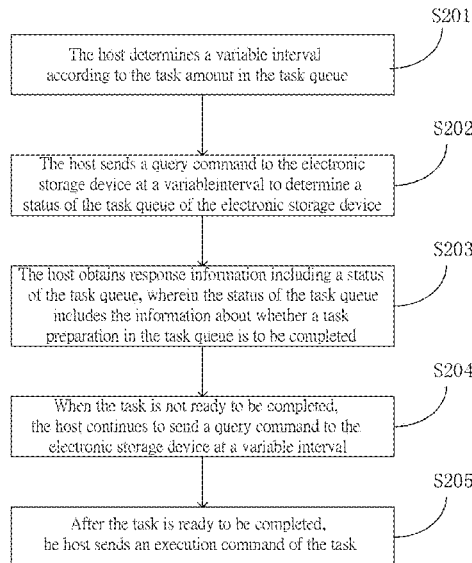 S201
The host determines a variable interval
according to the task amount in the task queue
S202
The host sends a query command to the electronic
storage device at a variableinterval to determine a
status of the task queue of the electronic storage device
S203
The host obtains response information including a status
of the task queue, wherein the status of the task queue
includes the information about whether a task
preparation in the task queue is to be completed
S204
When the task is not ready to be completed,
the host continues to send a query command to the
electronic storage device at a variable interval
S205
After the task is ready to be completed,
he host sends an execution command of the task